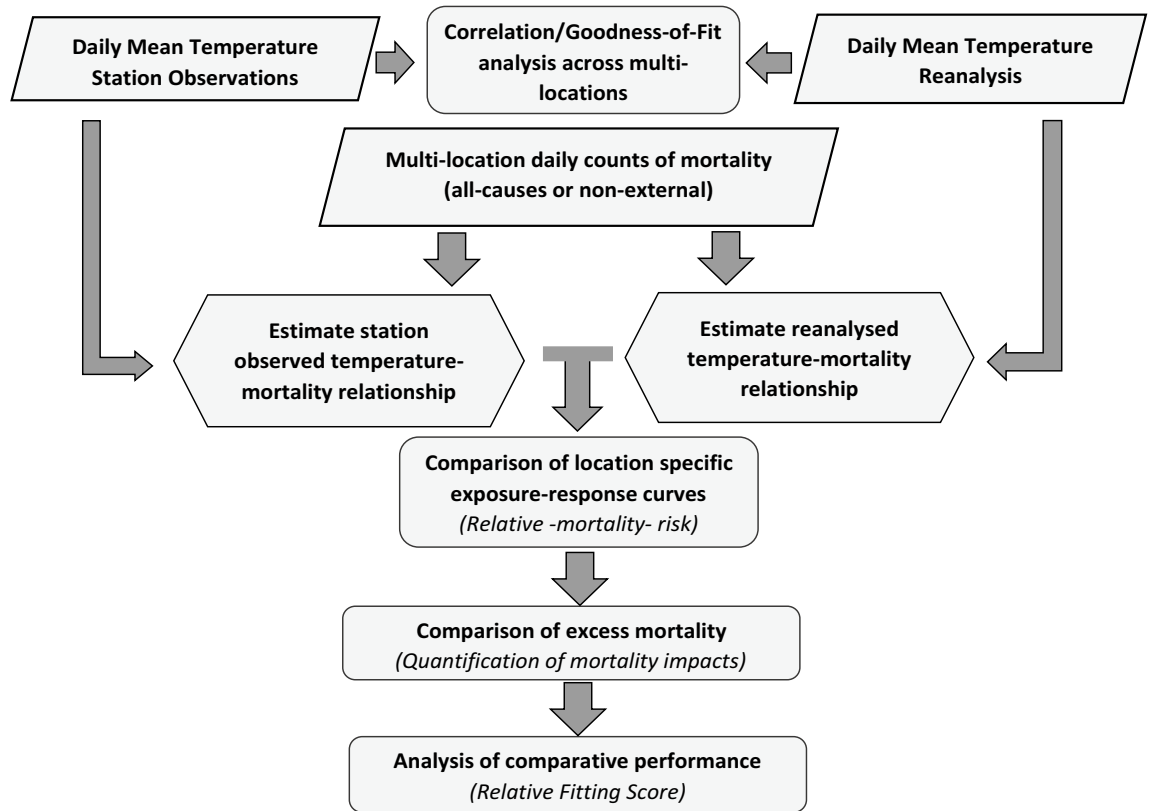 Daily Mean Temperature
Station Observations
Correlation/Goodness-of-Fit
analysis across multi-
locations
Daily Mean Temperature
Reanalysis
Multi-location daily counts of mortality
(all-causes or non-external)
Estimate station
observed temperature-
mortality relationship
Estimate reanalysed
temperature-mortality
relationship
Comparison of location specific
exposure-response curves
(Relative -mortality- risk)
Comparison of excess mortality
(Quantification of mortality impacts)
Analysis of comparative performance
(Relative Fitting Score)